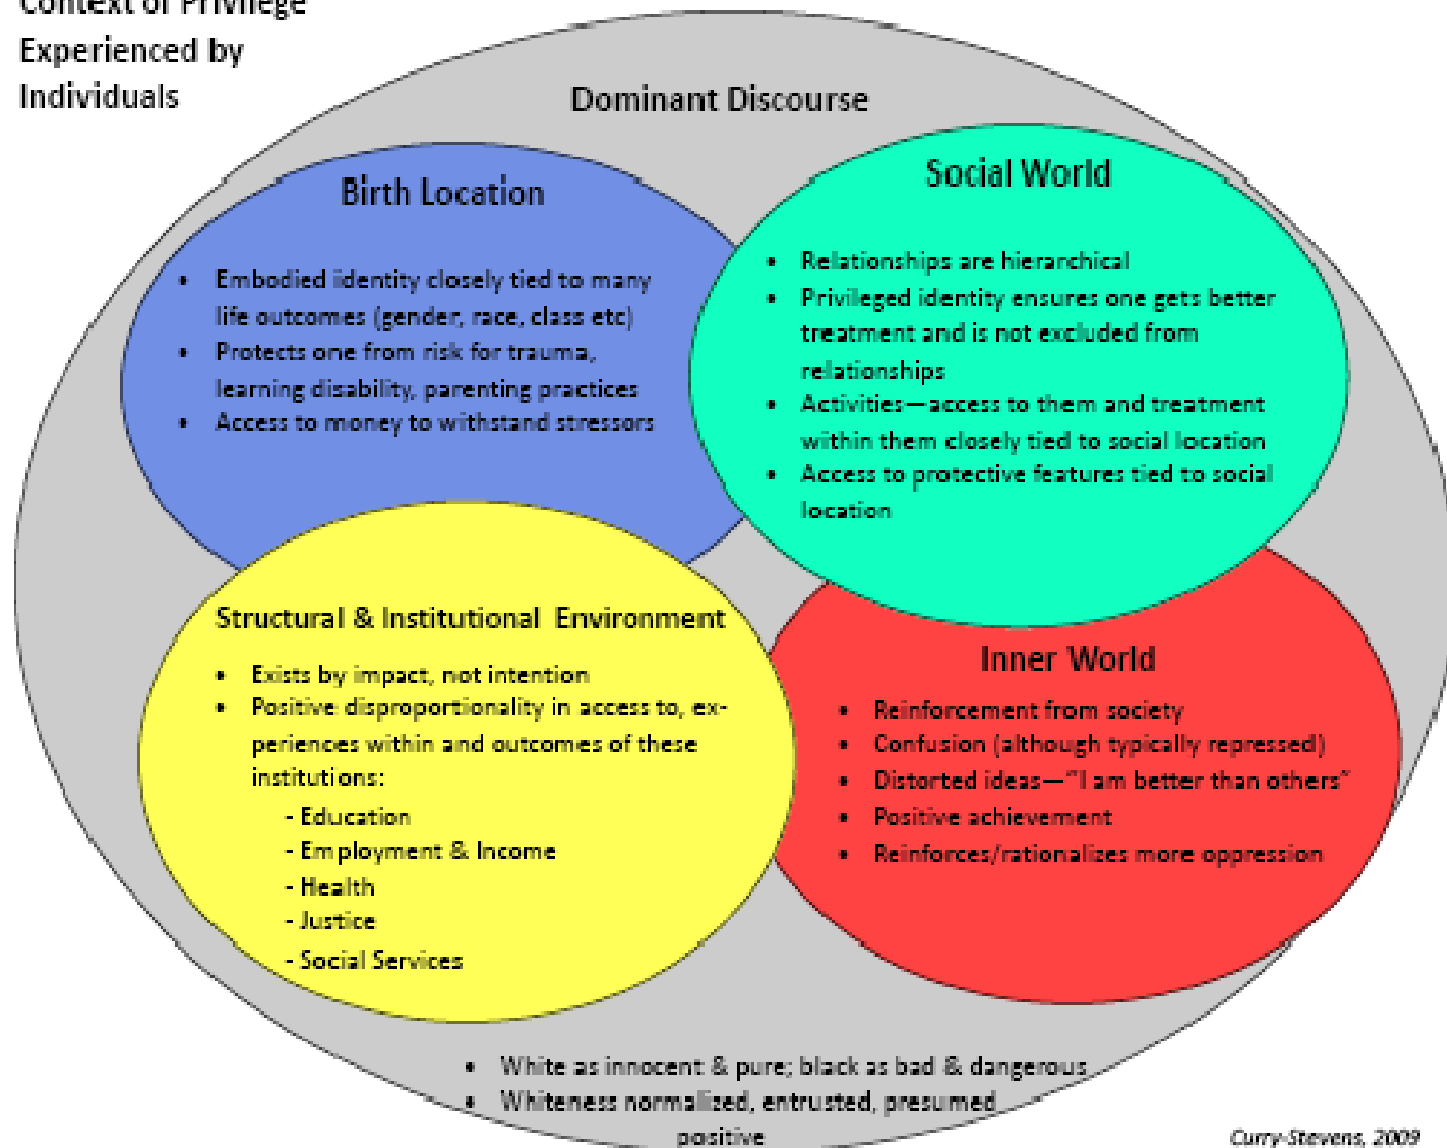 Context of Privilege
Experienced by
Individuals
Dominant Discourse
Birth Location
• Embodied identity closely tied to many
life outcomes (gender, race, class etc)
• Protects one from risk for trauma,
learning disability, parenting practices
• Access to money to withstand stressors
Social World
• Relationships are hierarchical
• Privileged identity ensures one gets better
treatment and is not excluded from
relationships
• Activities—access to them and treatment
within them closely tied to social location
• Access to protective features tied to social
location
Structural & Institutional Environment
• Exists by impact, not intention
• Positive disproportionality in access to, ex-
periences within and outcomes of these
institutions:
- Education
- Employment & Income
- Health
- Justice
- Social Services
Inner World
• Reinforcement from society
• Confusion (although typically repressed)
• Distorted ideas—"I am better than others"
• Positive achievement
• Reinforces/rationalizes more oppression
• White as innocent & pure; black as bad & dangerous
• Whiteness normalized, entrusted, presumed
positive
Curry-Stevens, 2009